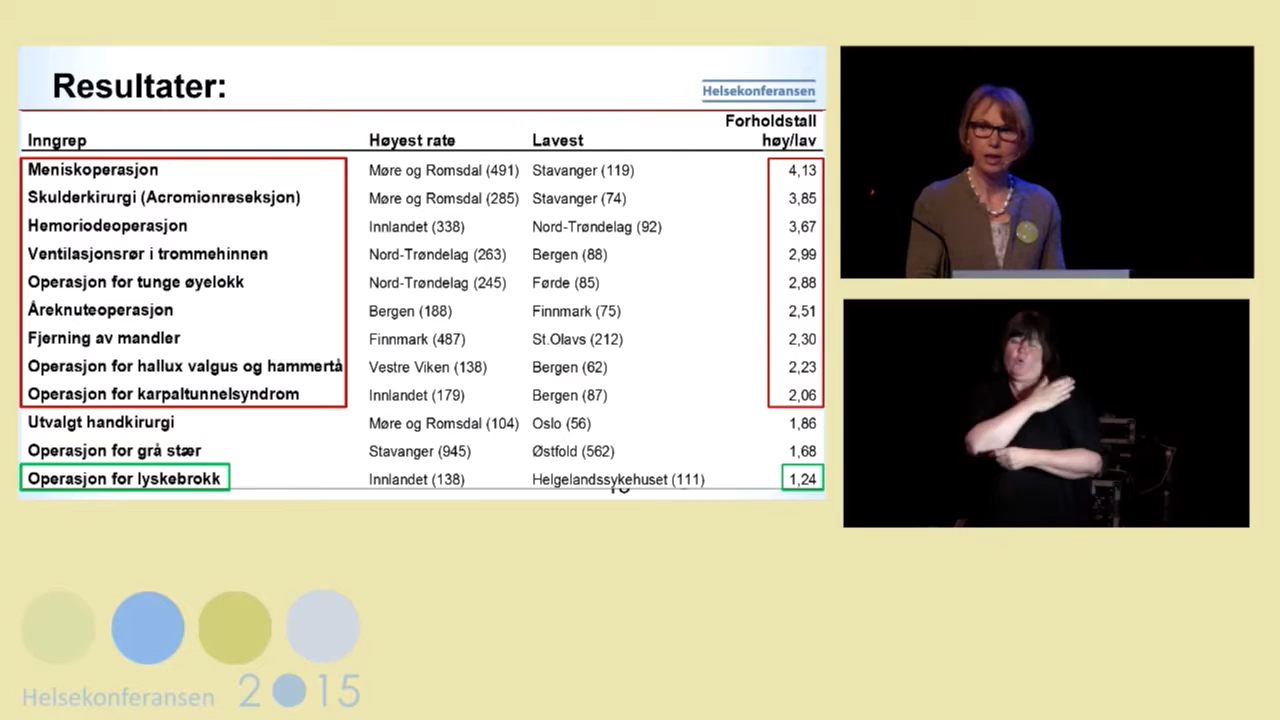 Resultater:
Helsekonferansen
Forholdstall
Inngrep Høyest rate Lavest høy/lav
Meniskoperasjon Møre og Romsdal (491) Stavanger (119) 4,13
Skulderkirurgi (Acromionreseksjon) Møre og Romsdal (285) Stavanger (74) 3,85
Hemoriodeoperasjon Innlandet (338) Nord-Trøndelag (92) 3,67
Ventilasjonsrør i trommehinnen Nord-Trøndelag (263) Bergen (88) 2,99
Operasjon for tunge øyelokk Nord-Trøndelag (245) Førde (85) 2,88
Åreknuteoperasjon Bergen (188) Finnmark (75) 2,51
Fjerning av mandler Finnmark (487) St.Olavs (212) 2,30
Operasjon for hallux valgus og hammertå Vestre Viken (138) Bergen (62) 2,23
Operasjon for karpaltunnelsyndrom Innlandet (179) Bergen (87) 2,06
Utvalgt handkirurgi Møre og Romsdal (104) Oslo (56) 1,86
Operasjon for grå stær Stavanger (945) Østfold (562) 1,68
Operasjon for lyskebrokk Innlandet (138) Helgelandssykehuset (111) 1,24
Helsekonferansen 2015